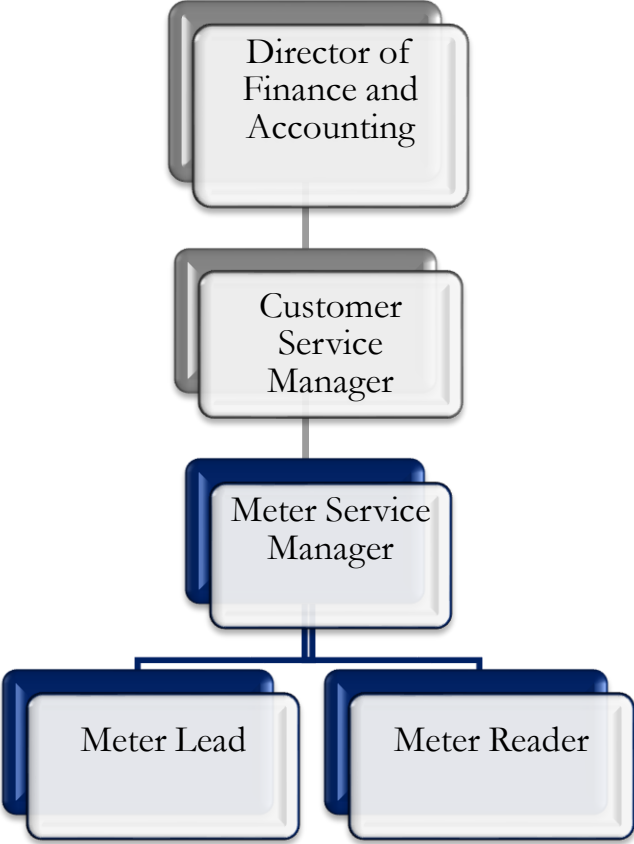 Director of
Finance and
Accounting
Customer
Service
Manager
Meter Service
Manager
Meter Lead
Meter Reader